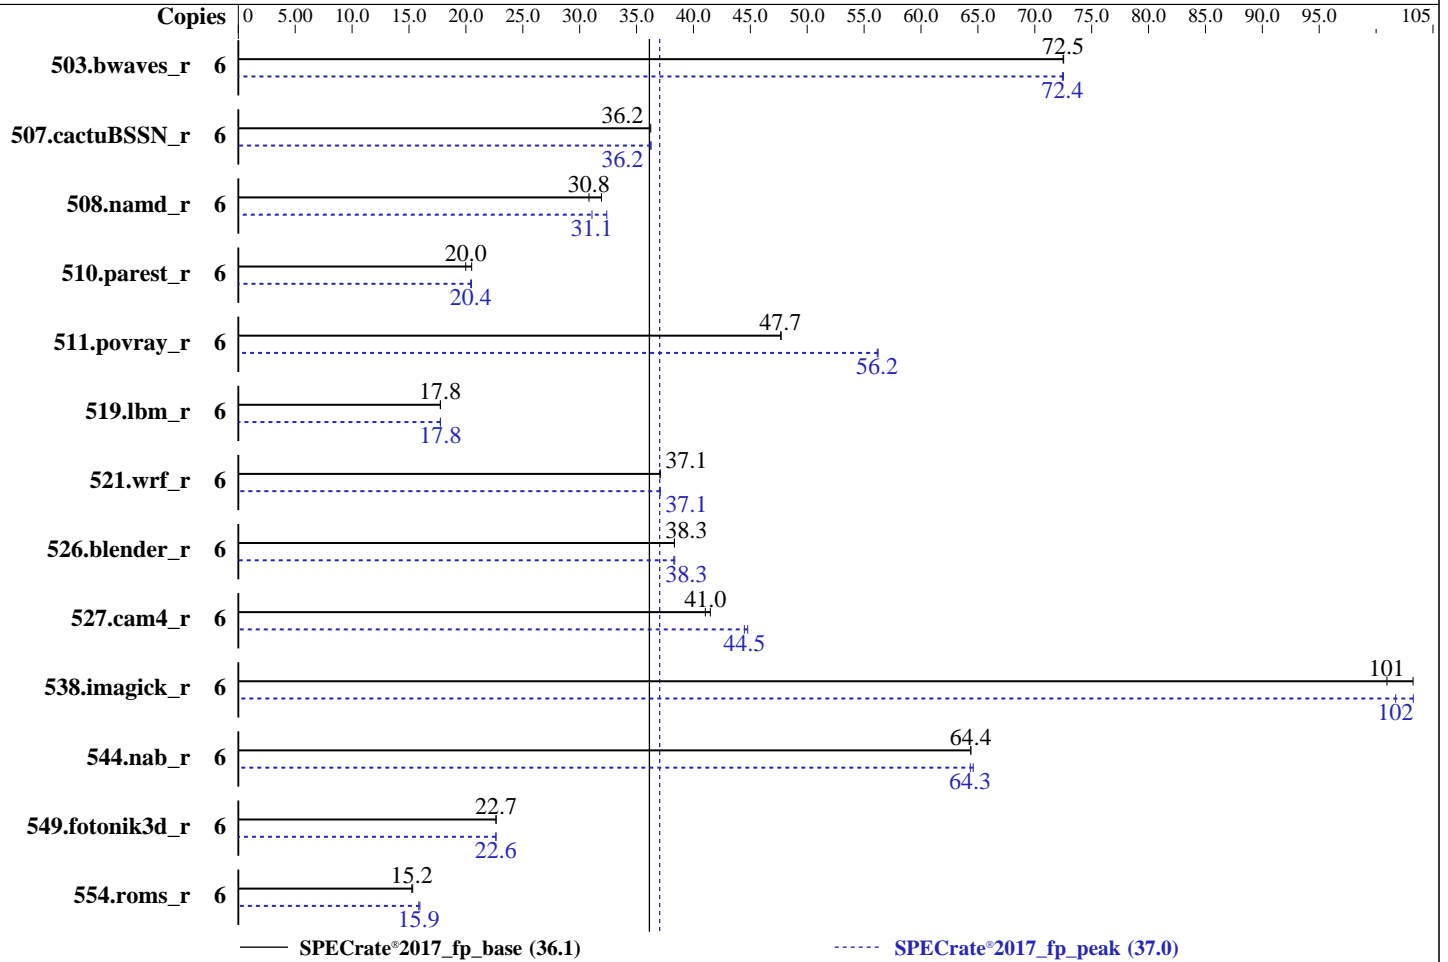 Copies 0 5.00 10.0 15.0 20.0 25.0 30.0 35.0 40.0 45.0 50.0 55.0 60.0 65.0 70.0 75.0 80.0 85.0 90.0 95.0 105
503.bwaves_r 6 72.5
72.4
507.cactuBSSN_r 6 36.2
36.2
508.namd_r 6 30.8
31.1
510.parest_r 6 20.0
20.4
511.povray_r 6 47.7
56.2
519.lbm_r 6 17.8
17.8
521.wrf_r 6 37.1
37.1
526.blender_r 6 38.3
38.3
527.cam4_r 6 41.0
44.5
538.imagick_r 6 101
102
544.nab_r 6 64.4
64.3
549.fotonik3d_r 6 22.7
22.6
554.roms_r 6 15.2
15.9
SPECrate®2017_fp_base (36.1) SPECrate®2017_fp_peak (37.0)